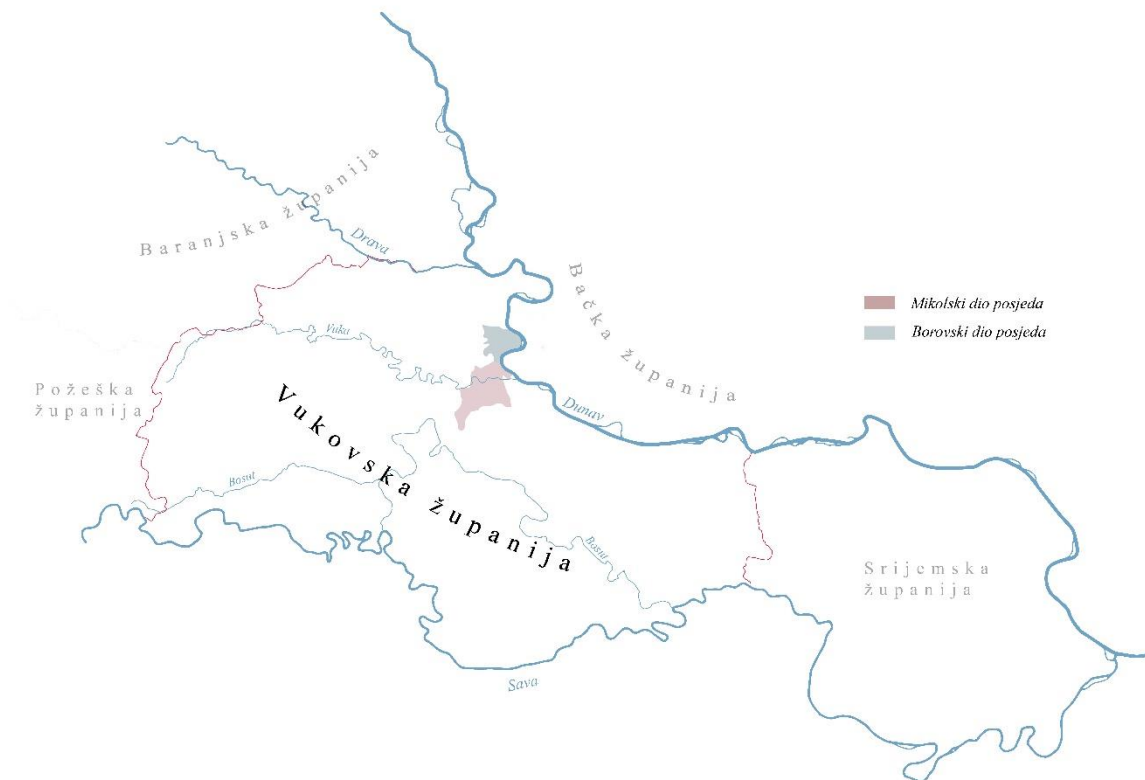 Baranjska županija
Drava
Bačka županija
Mikolski dio posjeda
Borovski dio posjeda
Vuka
Požeška
županija
Dunav
Vukovska županija
Bosut
Bosut
Srijemska
županija
Sava